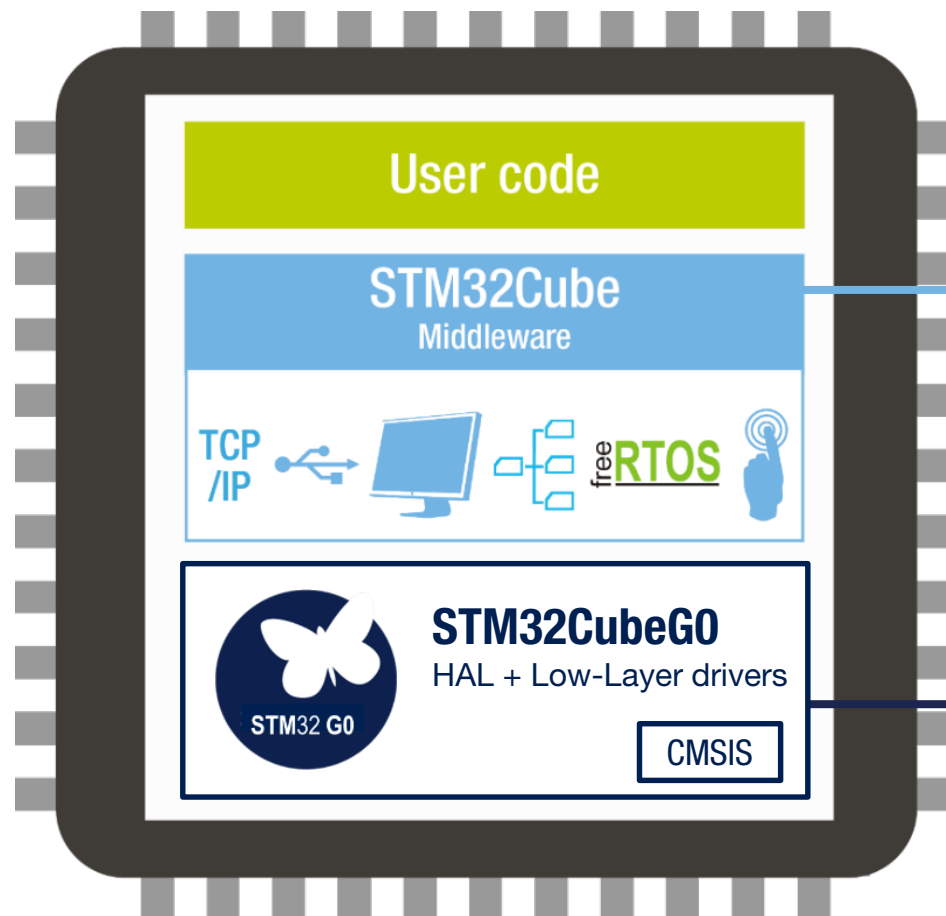 User code
STM32Cube
Middleware
TCP
/IP
free RTOS
STM32CubeG0
HAL + Low-Layer drivers
STM32 G0
CMSIS